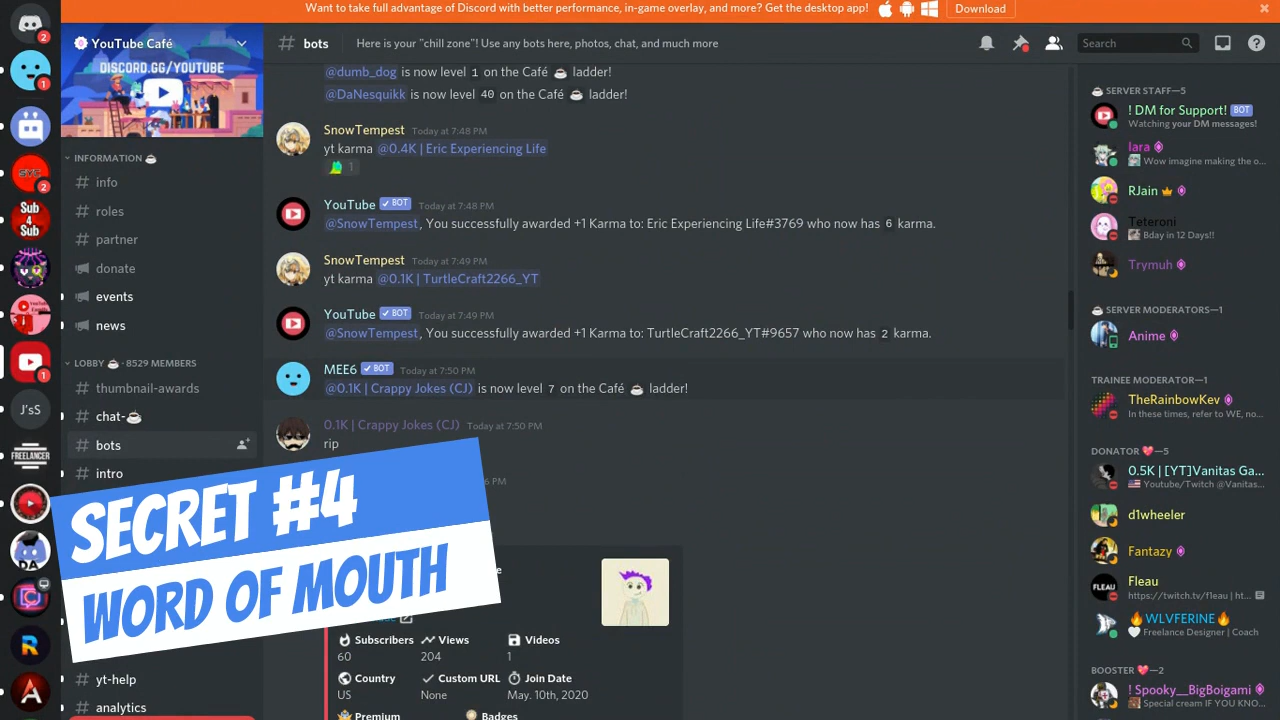 Want to take full advantage of Discord with better performance, in-game overlay, and more? Get the desktop app!
Download
YouTube Café
bots
Here is your "chill zone"! Use any bots here, photos, chat, and much more
Search
DISCORD.GG/YOUTUBE
INFORMATION
info
roles
partner
donate
events
news
LOBBY 8529 MEMBERS
thumbnail-awards
chat-
bots
intro
yt-help
analytics
2
1
SYC
2
Sub
4
Sub
1
J'sS
FREELANCER
DA
R
A
@dumb_dog is now level 1 on the Café ladder!
@DaNesquikk is now level 40 on the Café ladder!
SnowTempest Today at 7:48 PM
yt karma @0.4K | Eric Experiencing Life
1
YouTube BOT Today at 7:48 PM
@SnowTempest, You successfully awarded +1 Karma to: Eric Experiencing Life#3769 who now has 6 karma.
SnowTempest Today at 7:49 PM
yt karma @0.1K | TurtleCraft2266_YT
YouTube BOT Today at 7:49 PM
@SnowTempest, You successfully awarded +1 Karma to: TurtleCraft2266_YT#9657 who now has 2 karma.
MEE6 BOT Today at 7:50 PM
@0.1K | Crappy Jokes (CJ) is now level 7 on the Café ladder!
0.1K | Crappy Jokes (CJ) Today at 7:50 PM
rip
PM
SECRET #4
WORD OF MOUTH
Subscribers Views Videos
60 204 1
Country Custom URL Join Date
US None May. 10th, 2020
Premium Badges
SERVER STAFF—5
! DM for Support! BOT
Watching your DM messages!
lara
Wow imagine making the o...
RJain
Teteroni
Bday in 12 Days!!
Trymuh
SERVER MODERATORS—1
Anime
TRAINEE MODERATOR—1
TheRainbowKev
In these times, refer to WE, no...
DONATOR —5
0.5K | [YT]Vanitas Ga...
Youtube/Twitch @Vanitas...
d1wheeler
Fantazy
FLEAU
Fleau
https://twitch.tv/f1eau | ht...
WLVFERINE
Freelance Designer | Coach
BOOSTER —2
! Spooky__BigBoigami
Special cream IF YOU KNO...